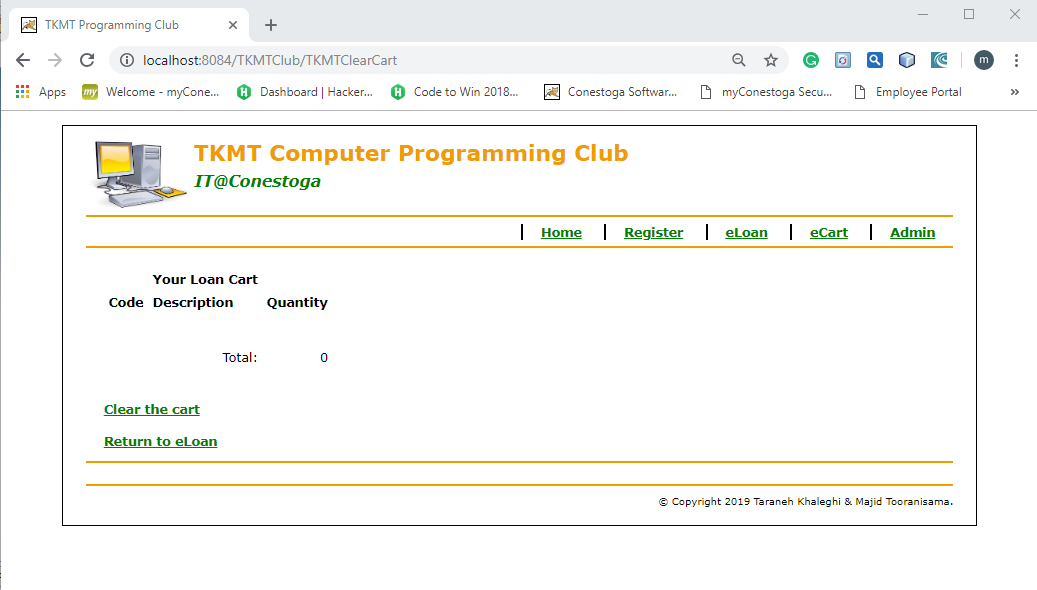 TKMT Programming Club
localhost:8084/TKMTClub/TKMTClearCart
m
Apps
my Welcome - myCone...
Dashboard | Hacker...
Code to Win 2018...
Conestoga Softwar...
myConestoga Secu...
Employee Portal
»
TKMT Computer Programming Club
IT@Conestoga
Home Register eLoan eCart Admin
Your Loan Cart
Code Description Quantity
Total: 0
Clear the cart
Return to eLoan
© Copyright 2019 Taraneh Khaleghi & Majid Tooranisama.